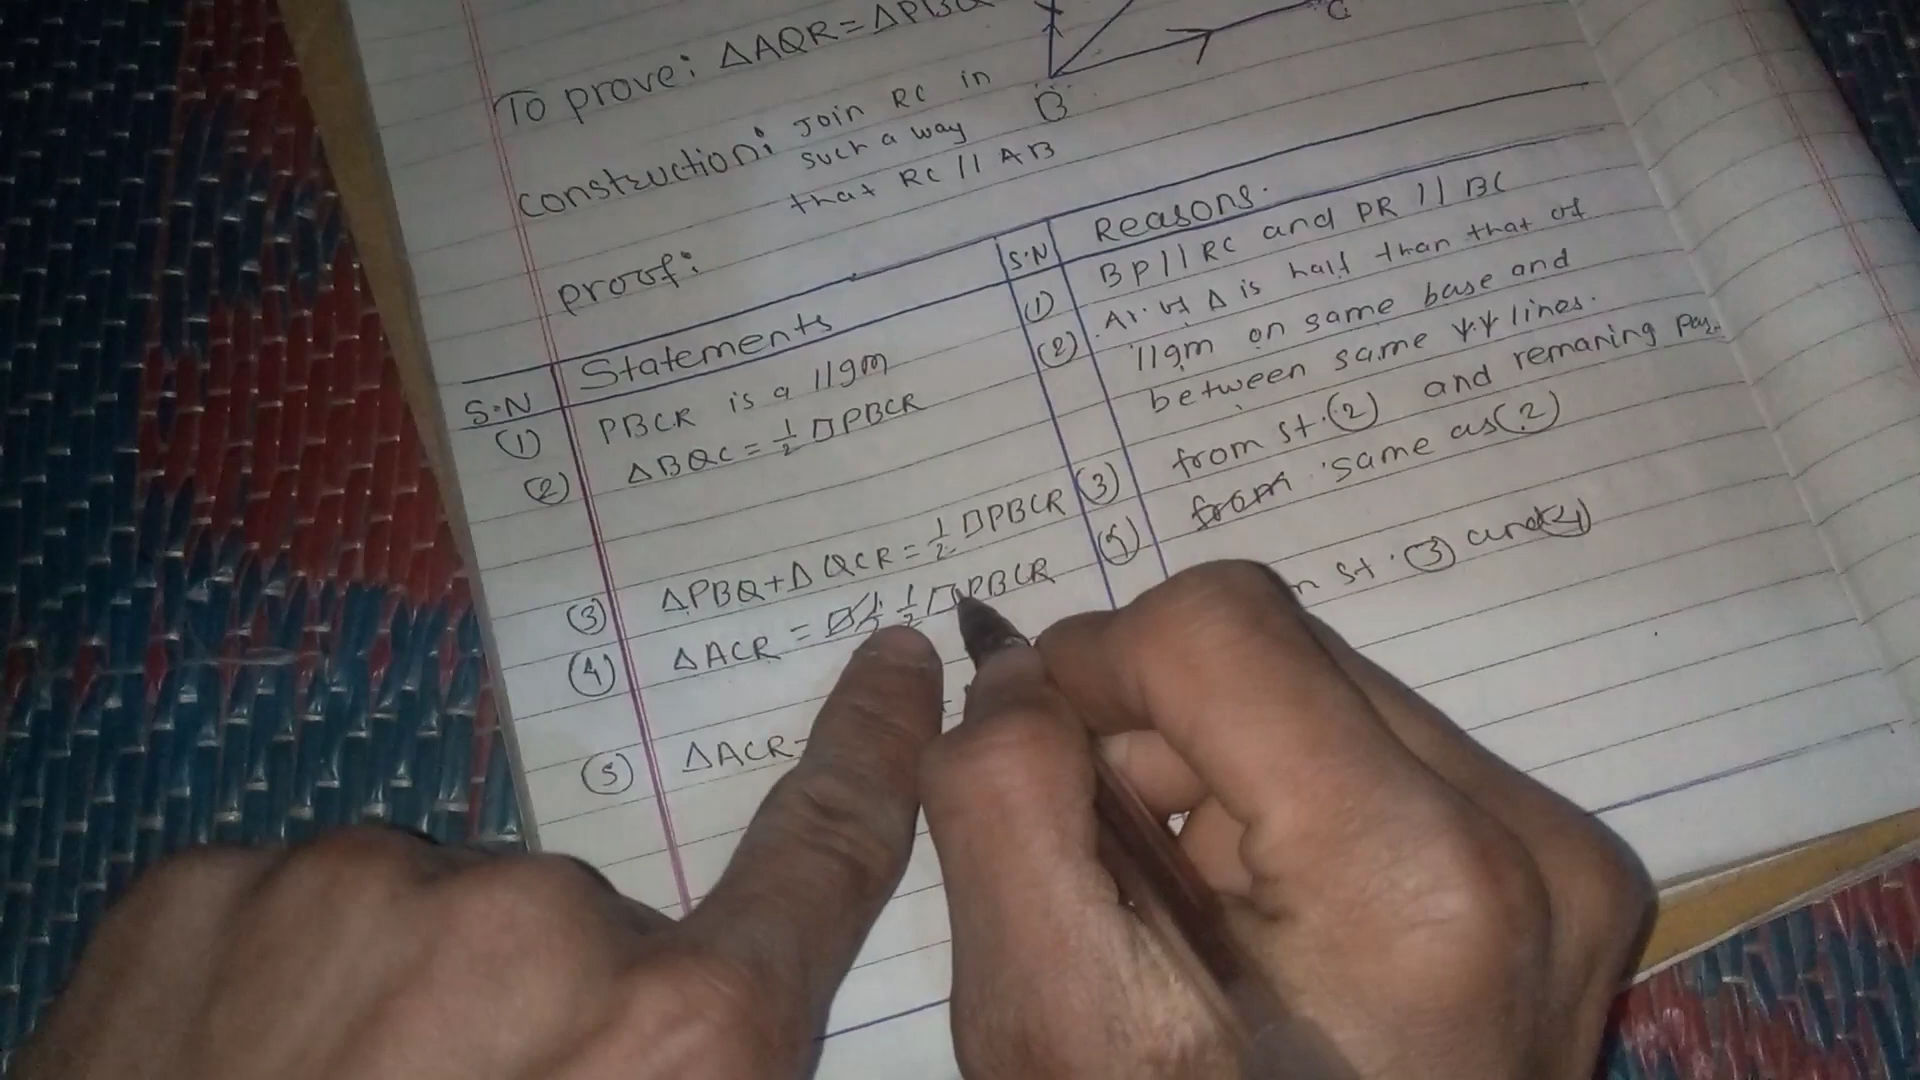 To prove: ΔAQR = ΔPBQ
C
B
construction: Join RC in
such a way
that RC // AB
proof:
S.N Statements S.N Reasons.
(1) PBCR is a //gm (1) BP // RC and PR // BC
(2) ΔBQC = 1/2 □PBCR (2) Ar. of Δ is half than that of
//gm on same base and
between same // lines.
(3) ΔPBQ + ΔQCR = 1/2 □PBCR (3) from st. (2) and remaning
(4) ΔACR = 1/2 □PBCR (4) from same as (2)
(5) ΔACR st. (3) and (4)